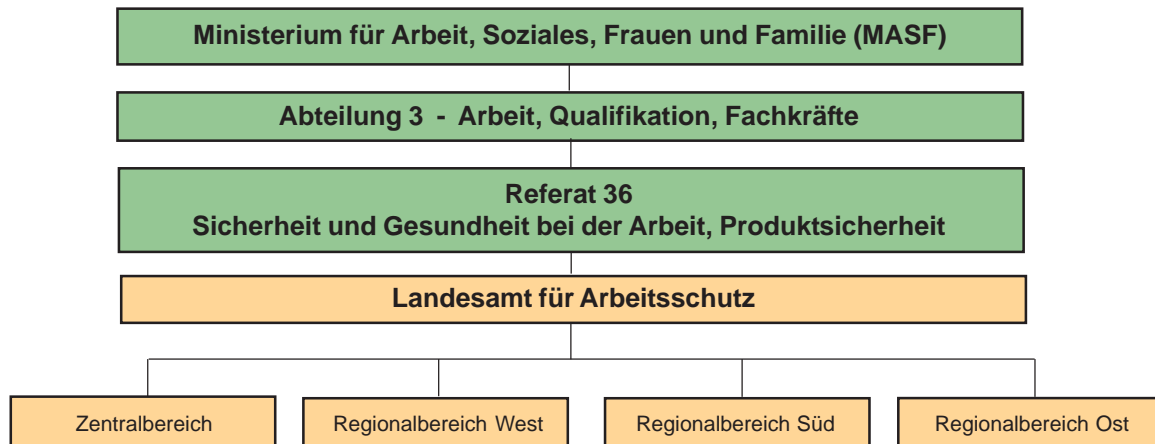 Ministerium für Arbeit, Soziales, Frauen und Familie (MASF)
Abteilung 3 - Arbeit, Qualifikation, Fachkräfte
Referat 36
Sicherheit und Gesundheit bei der Arbeit, Produktsicherheit
Landesamt für Arbeitsschutz
Zentralbereich
Regionalbereich West
Regionalbereich Süd
Regionalbereich Ost